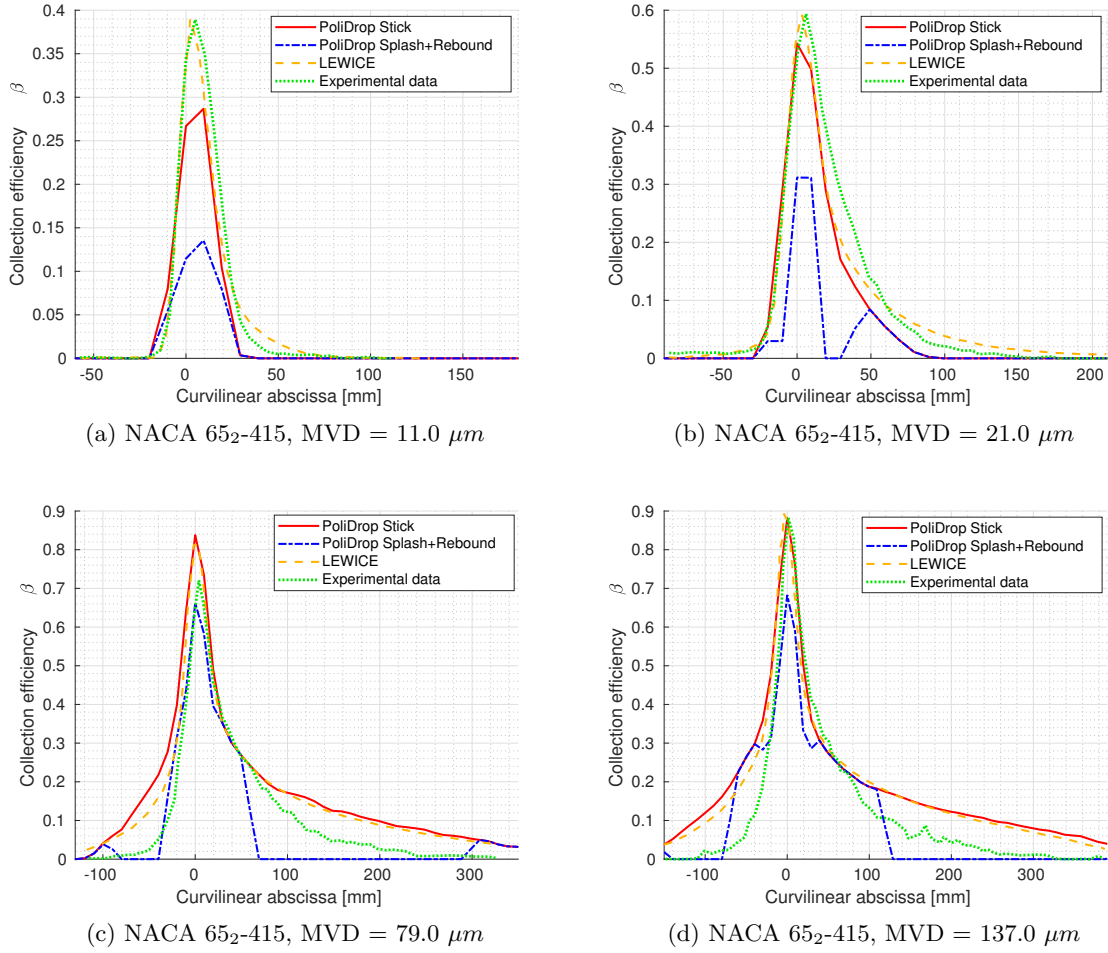 0.4
0.35
0.3
0.25
0.2
0.15
0.1
0.05
0
-50 0 50 100 150
Collection efficiency β
Curvilinear abscissa [mm]
PoliDrop Stick
PoliDrop Splash+Rebound
LEWICE
Experimental data
(a) NACA 65₂-415, MVD = 11.0 μm
0.6
0.5
0.4
0.3
0.2
0.1
0
-50 0 50 100 150 200
Collection efficiency β
Curvilinear abscissa [mm]
PoliDrop Stick
PoliDrop Splash+Rebound
LEWICE
Experimental data
(b) NACA 65₂-415, MVD = 21.0 μm
0.9
0.8
0.7
0.6
0.5
0.4
0.3
0.2
0.1
0
-100 0 100 200 300
Collection efficiency β
Curvilinear abscissa [mm]
PoliDrop Stick
PoliDrop Splash+Rebound
LEWICE
Experimental data
(c) NACA 65₂-415, MVD = 79.0 μm
0.9
0.8
0.7
0.6
0.5
0.4
0.3
0.2
0.1
0
-100 0 100 200 300
Collection efficiency β
Curvilinear abscissa [mm]
PoliDrop Stick
PoliDrop Splash+Rebound
LEWICE
Experimental data
(d) NACA 65₂-415, MVD = 137.0 μm